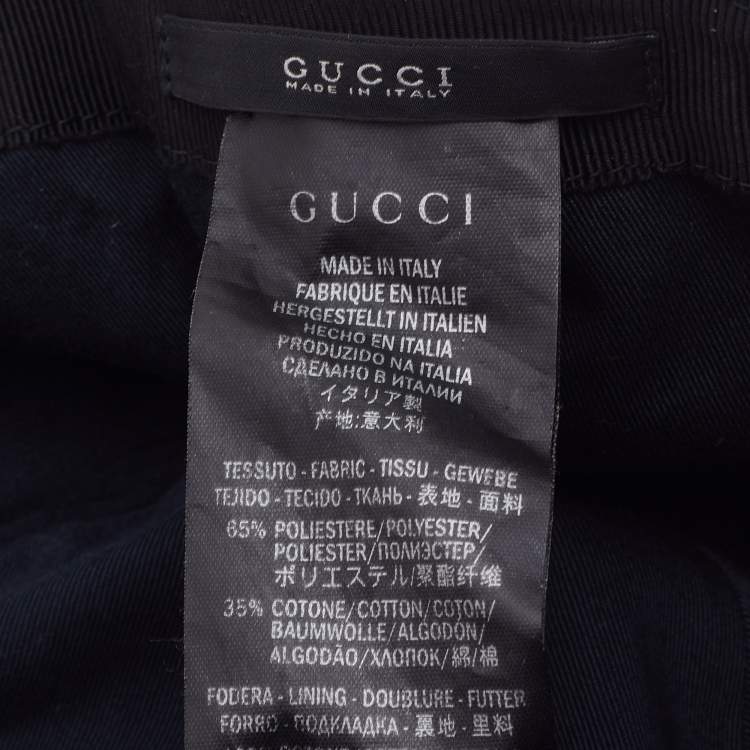 GUCCI
MADE IN ITALY
GUCCI
MADE IN ITALY
FABRIQUE EN ITALIE
HERGESTELLT IN ITALIEN
HECHO EN ITALIA
PRODUZIDO NA ITALIA
СДЕЛАНО В ИТАЛИИ
イタリア製
产地:意大利
TESSUTO - FABRIC - TISSU - GEWEBE
TEJIDO - TECIDO - ТКАНЬ - 表地 - 面料
65% POLIESTERE/POLYESTER/
POLIESTER/ПОЛИЭСТЕР/
ポリエステル/聚酯纤维
35% COTONE/COTTON/COTON/
BAUMWOLLE/ALGODÓN/
ALGODÃO/ХЛОПОК/綿/棉
FODERA - LINING - DOUBLURE - FUTTER
FORRO - ПОДКЛАДКА - 裏地 - 里料